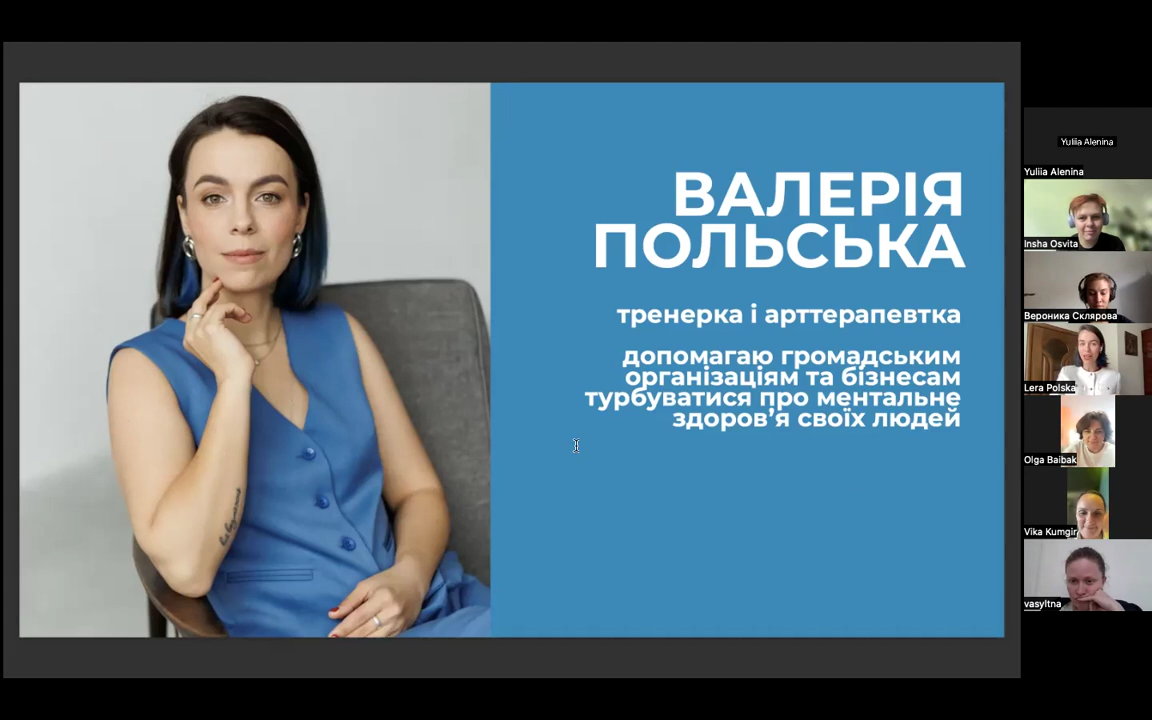 ВАЛЕРІЯ
ПОЛЬСЬКА
тренерка і арттерапевтка
допомагаю громадським
організаціям та бізнесам
турбуватися про ментальне
здоров’я своїх людей
Yuliia Alenina
Yuliia Alenina
Insha Osvita
Вероника Склярова
Lera Polska
Olga Baibak
Vika Kumgir
vasyltna